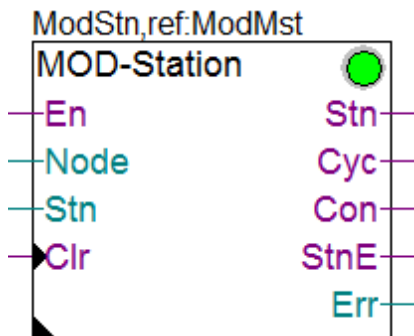 ModStn,ref:ModMst
MOD-Station
En Stn
Node Cyc
Stn Con
Clr StnE
Err